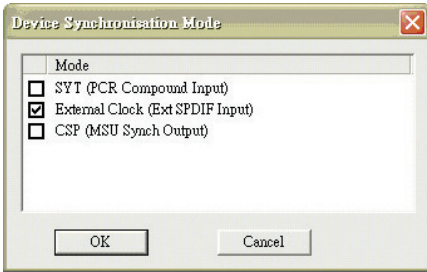 Device Synchronisation Mode
Mode
SYT (PCR Compound Input)
External Clock (Ext SPDIF Input)
CSP (MSU Synch Output)
OK Cancel